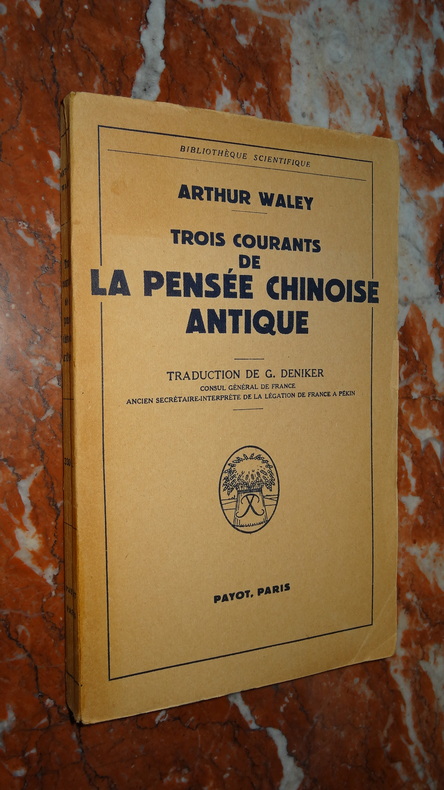 BIBLIOTHÈQUE SCIENTIFIQUE
ARTHUR WALEY
TROIS COURANTS
DE
LA PENSÉE CHINOISE
ANTIQUE
TRADUCTION DE G. DENIKER
CONSUL GÉNÉRAL DE FRANCE
ANCIEN SECRÉTAIRE-INTERPRÈTE DE LA LÉGATION DE FRANCE A PÉKIN
PAYOT, PARIS